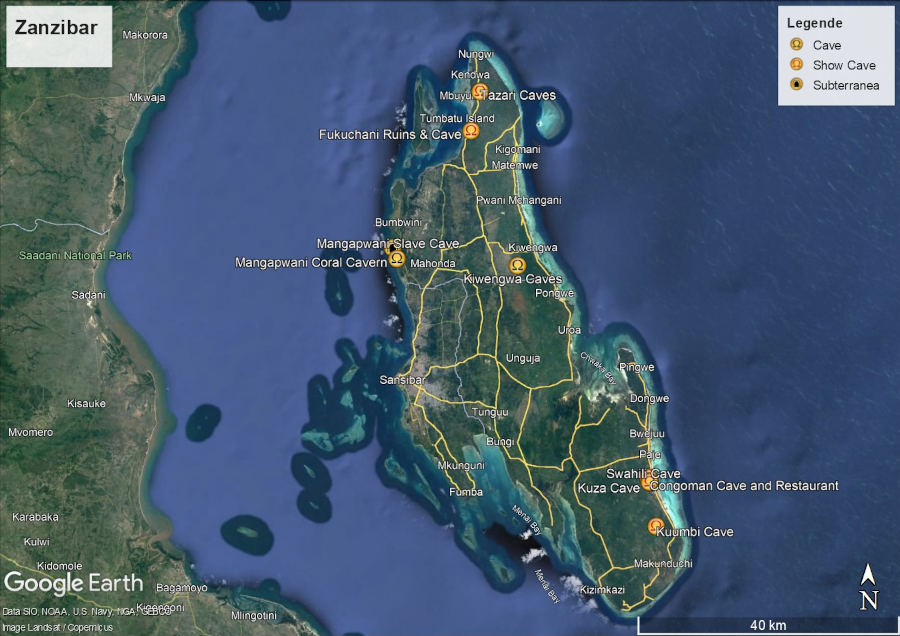 Zanzibar
Legende
Cave
Show Cave
Subterranea
Makorora
Nungwi
Kendwa
Mkwaja
Mbuyu
Tazari Caves
Tumbatu Island
Fukuchani Ruins & Cave
Kigomani
Matemwe
Pwani Mchangani
Bumbwini
Mangapwani Slave Cave
Kiwengwa
Saadani National Park
Mangapwani Coral Cavern
Mahonda
Kiwengwa Caves
Sadani
Pongwe
Uroa
Unguja
Chwaka Bay
Pingwe
Sansibar
Dongwe
Kisauke
Tunguu
Mvomero
Bwejuu
Bungi
Paje
Mkunguni
Swahili Cave
Kuza Cave
Congoman Cave and Restaurant
Fumba
Karabaka
Menai Bay
Kuumbi Cave
Kulwi
Kidomole
Makunduchi
Menai Bay
Google Earth
Bagamoyo
Kizimkazi
N
Data SIO, NOAA, U.S. Navy, NGA, GEBCO
Mlingotini
Image Landsat / Copernicus
40 km